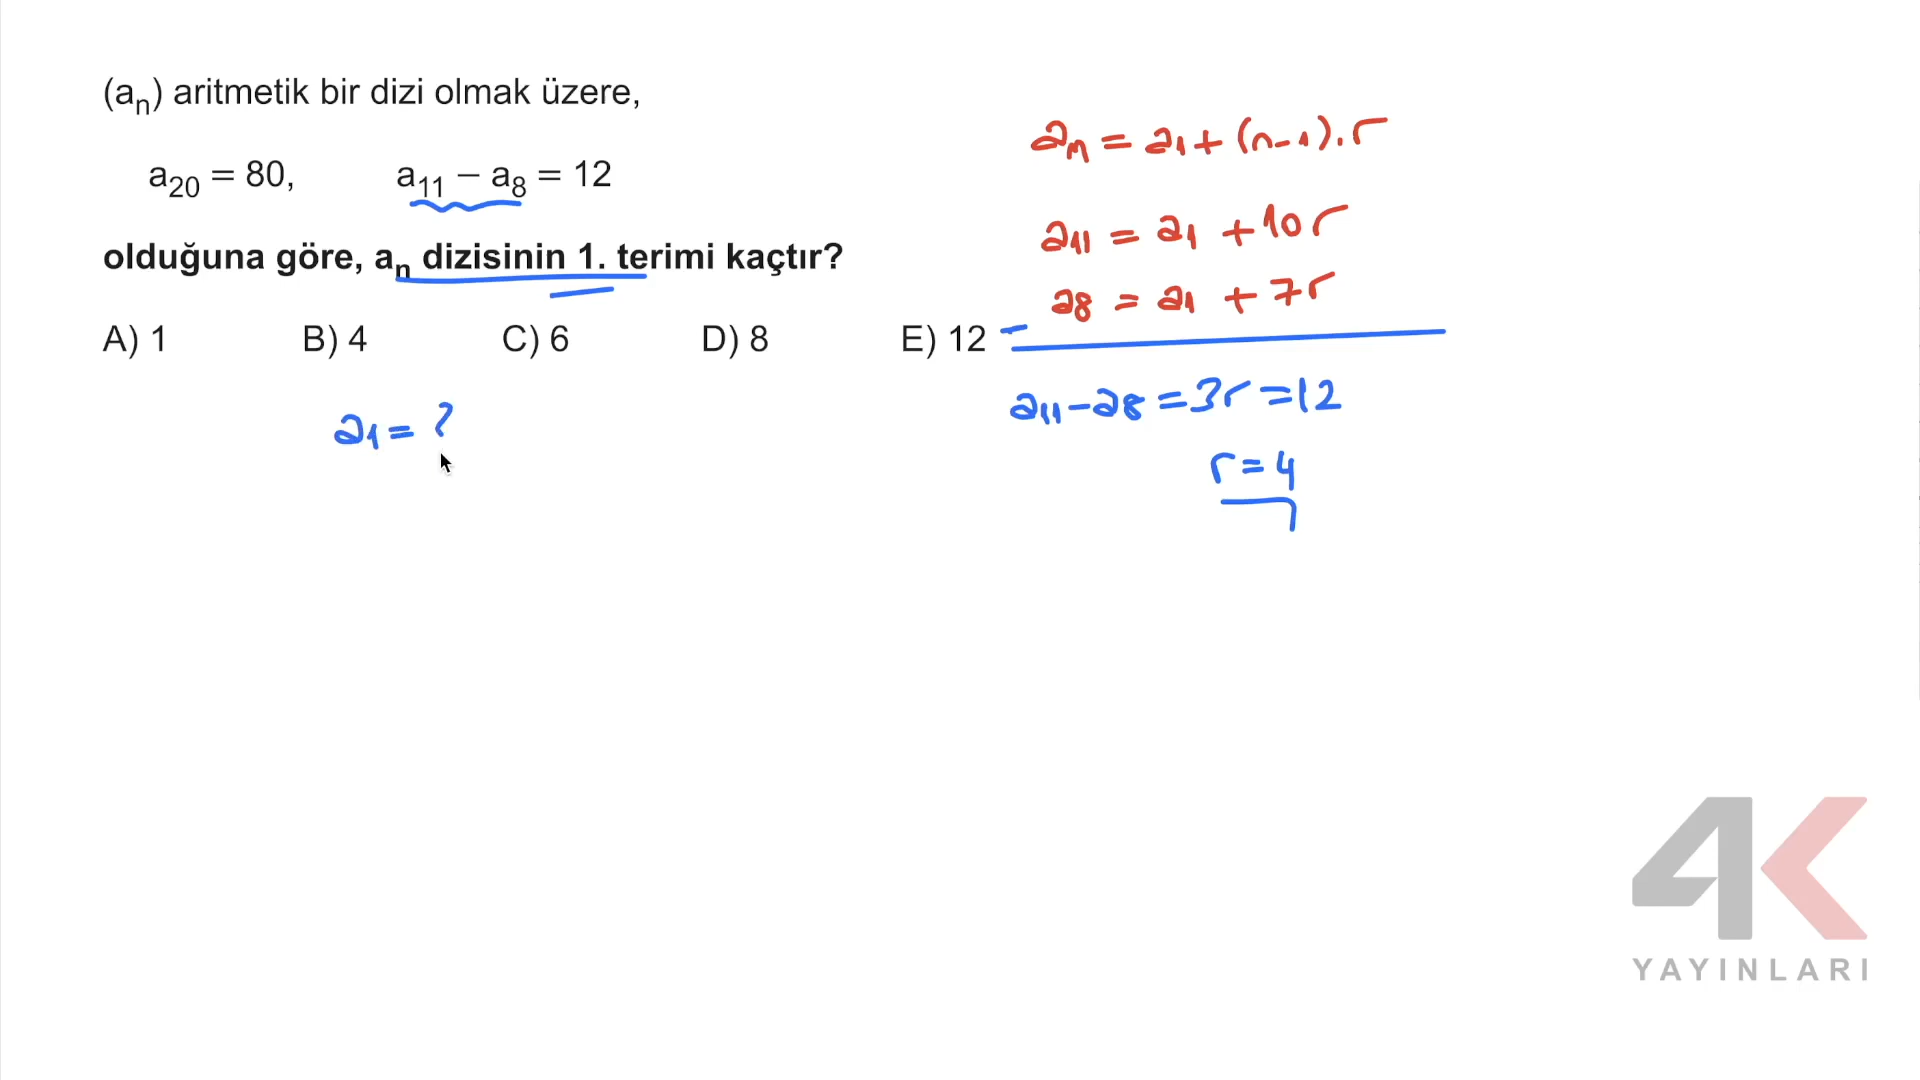 (aₙ) aritmetik bir dizi olmak üzere,
a₂₀ = 80, a₁₁ − a₈ = 12
olduğuna göre, aₙ dizisinin 1. terimi kaçtır?
A) 1 B) 4 C) 6 D) 8 E) 12
a₁ = ?
aₙ = a₁ + (n-1).r
a₁₁ = a₁ + 10r
a₈ = a₁ + 7r
−
a₁₁ − a₈ = 3r = 12
r = 4
4K
YAYINLARI